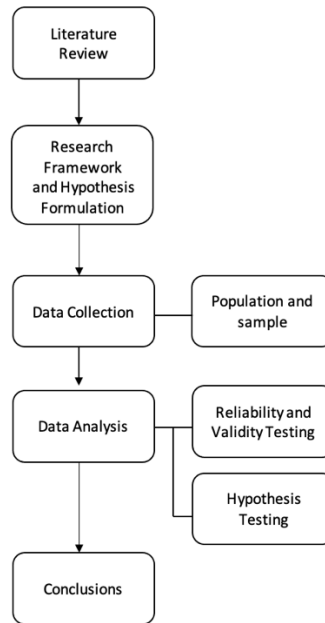 Literature
Review
Research
Framework
and Hypothesis
Formulation
Data Collection
Population and
sample
Data Analysis
Reliability and
Validity Testing
Hypothesis
Testing
Conclusions